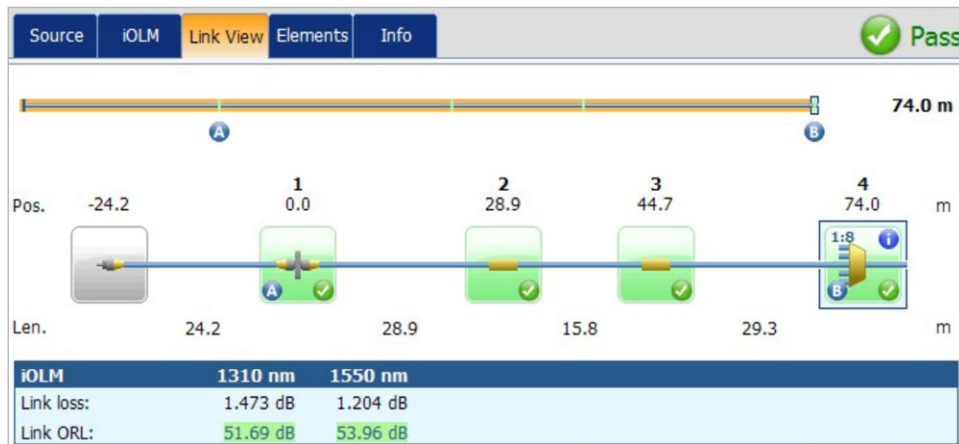 Source iOLM Link View Elements Info Pass
74.0 m
A B
1 2 3 4
Pos. -24.2 0.0 28.9 44.7 74.0 m
1:8 i
A B
Len. 24.2 28.9 15.8 29.3 m
iOLM 1310 nm 1550 nm
Link loss: 1.473 dB 1.204 dB
Link ORL: 51.69 dB 53.96 dB